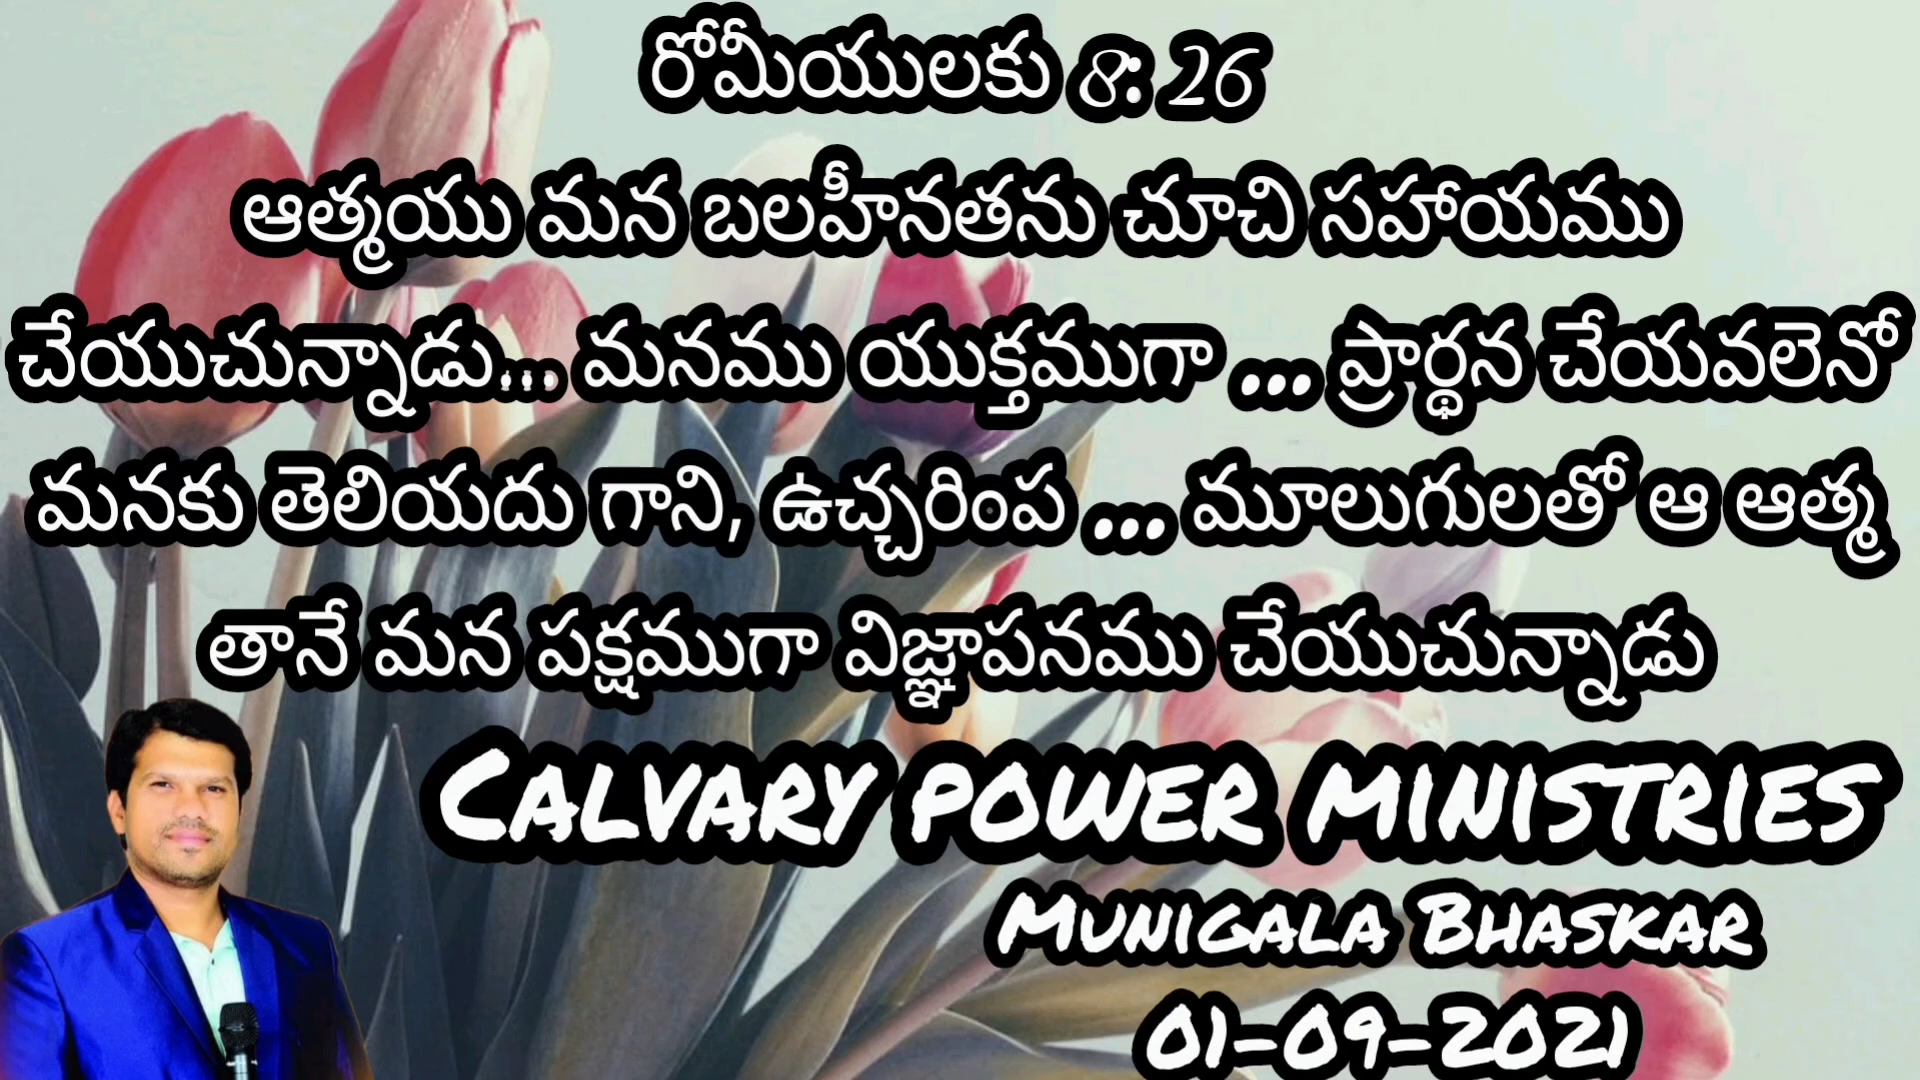 రోమీయులకు 8: 26
ఆత్మయు మన బలహీనతను చూచి సహాయము
చేయుచున్నాడు... మనము యుక్తముగా ... ప్రార్థన చేయవలెనో
మనకు తెలియదు గాని, ఉచ్చరింప ... మూలుగులతో ఆ ఆత్మ
తానే మన పక్షముగా విజ్ఞాపనము చేయుచున్నాడు
Calvary power ministries
Munigala Bhaskar
01-09-2021